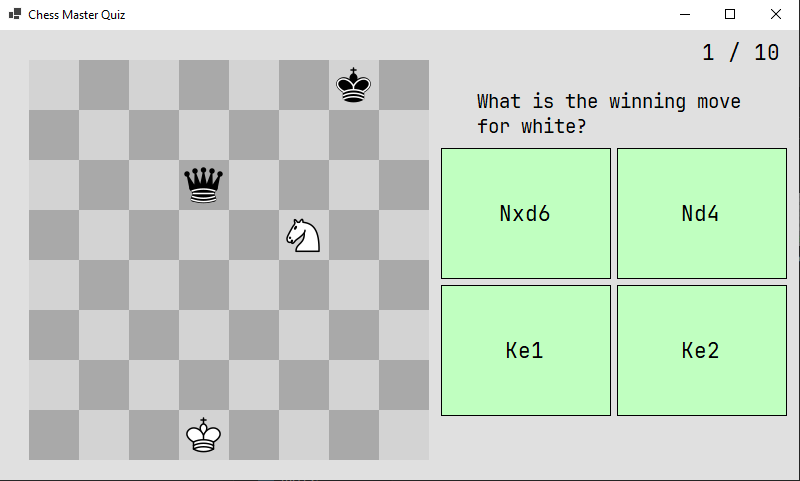 Chess Master Quiz
1 / 10
What is the winning move
for white?
Nxd6
Nd4
Ke1
Ke2